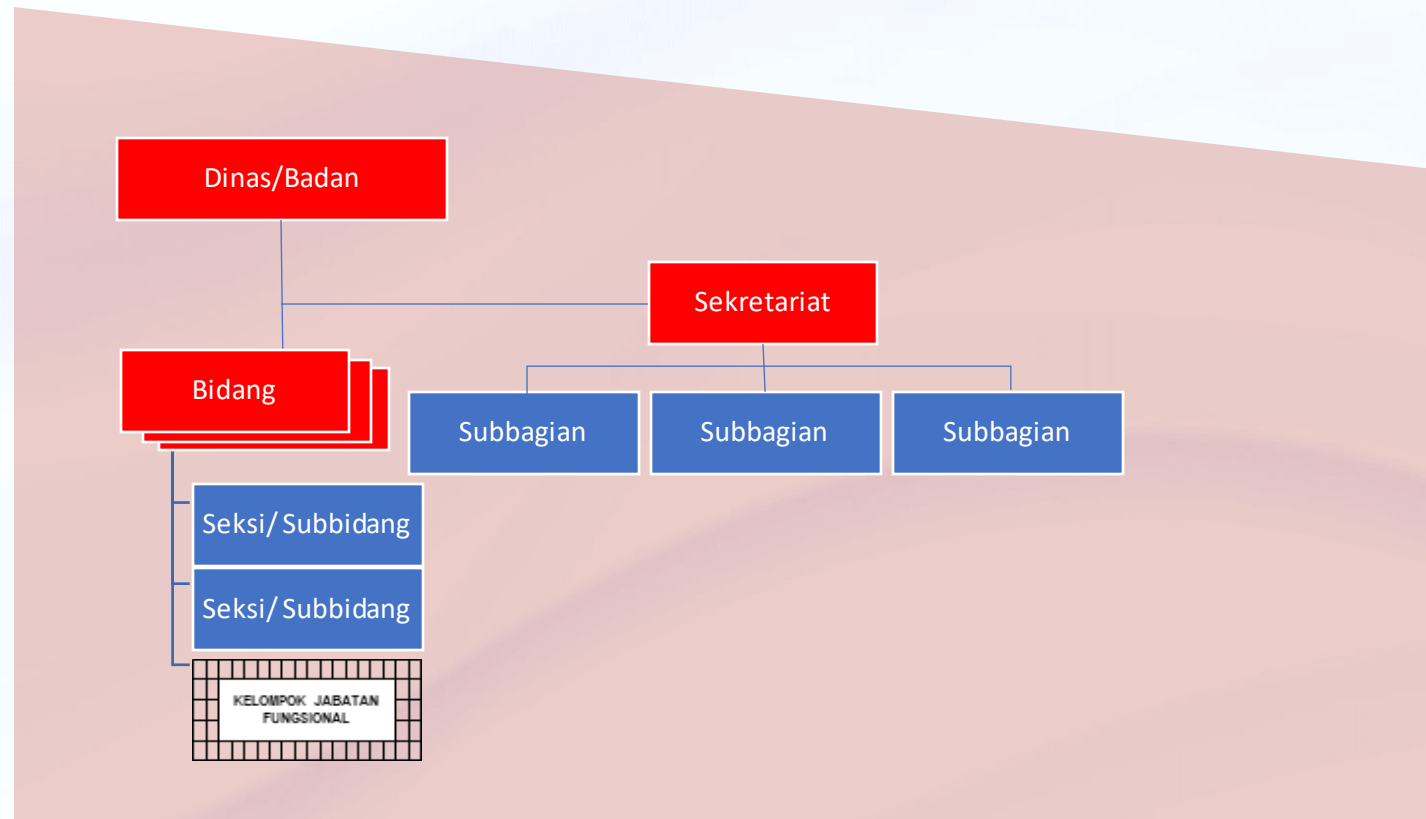 Dinas/Badan
Sekretariat
Bidang
Subbagian
Subbagian
Subbagian
Seksi/ Subbidang
Seksi/ Subbidang
KELOMPOK JABATAN
FUNGSIONAL